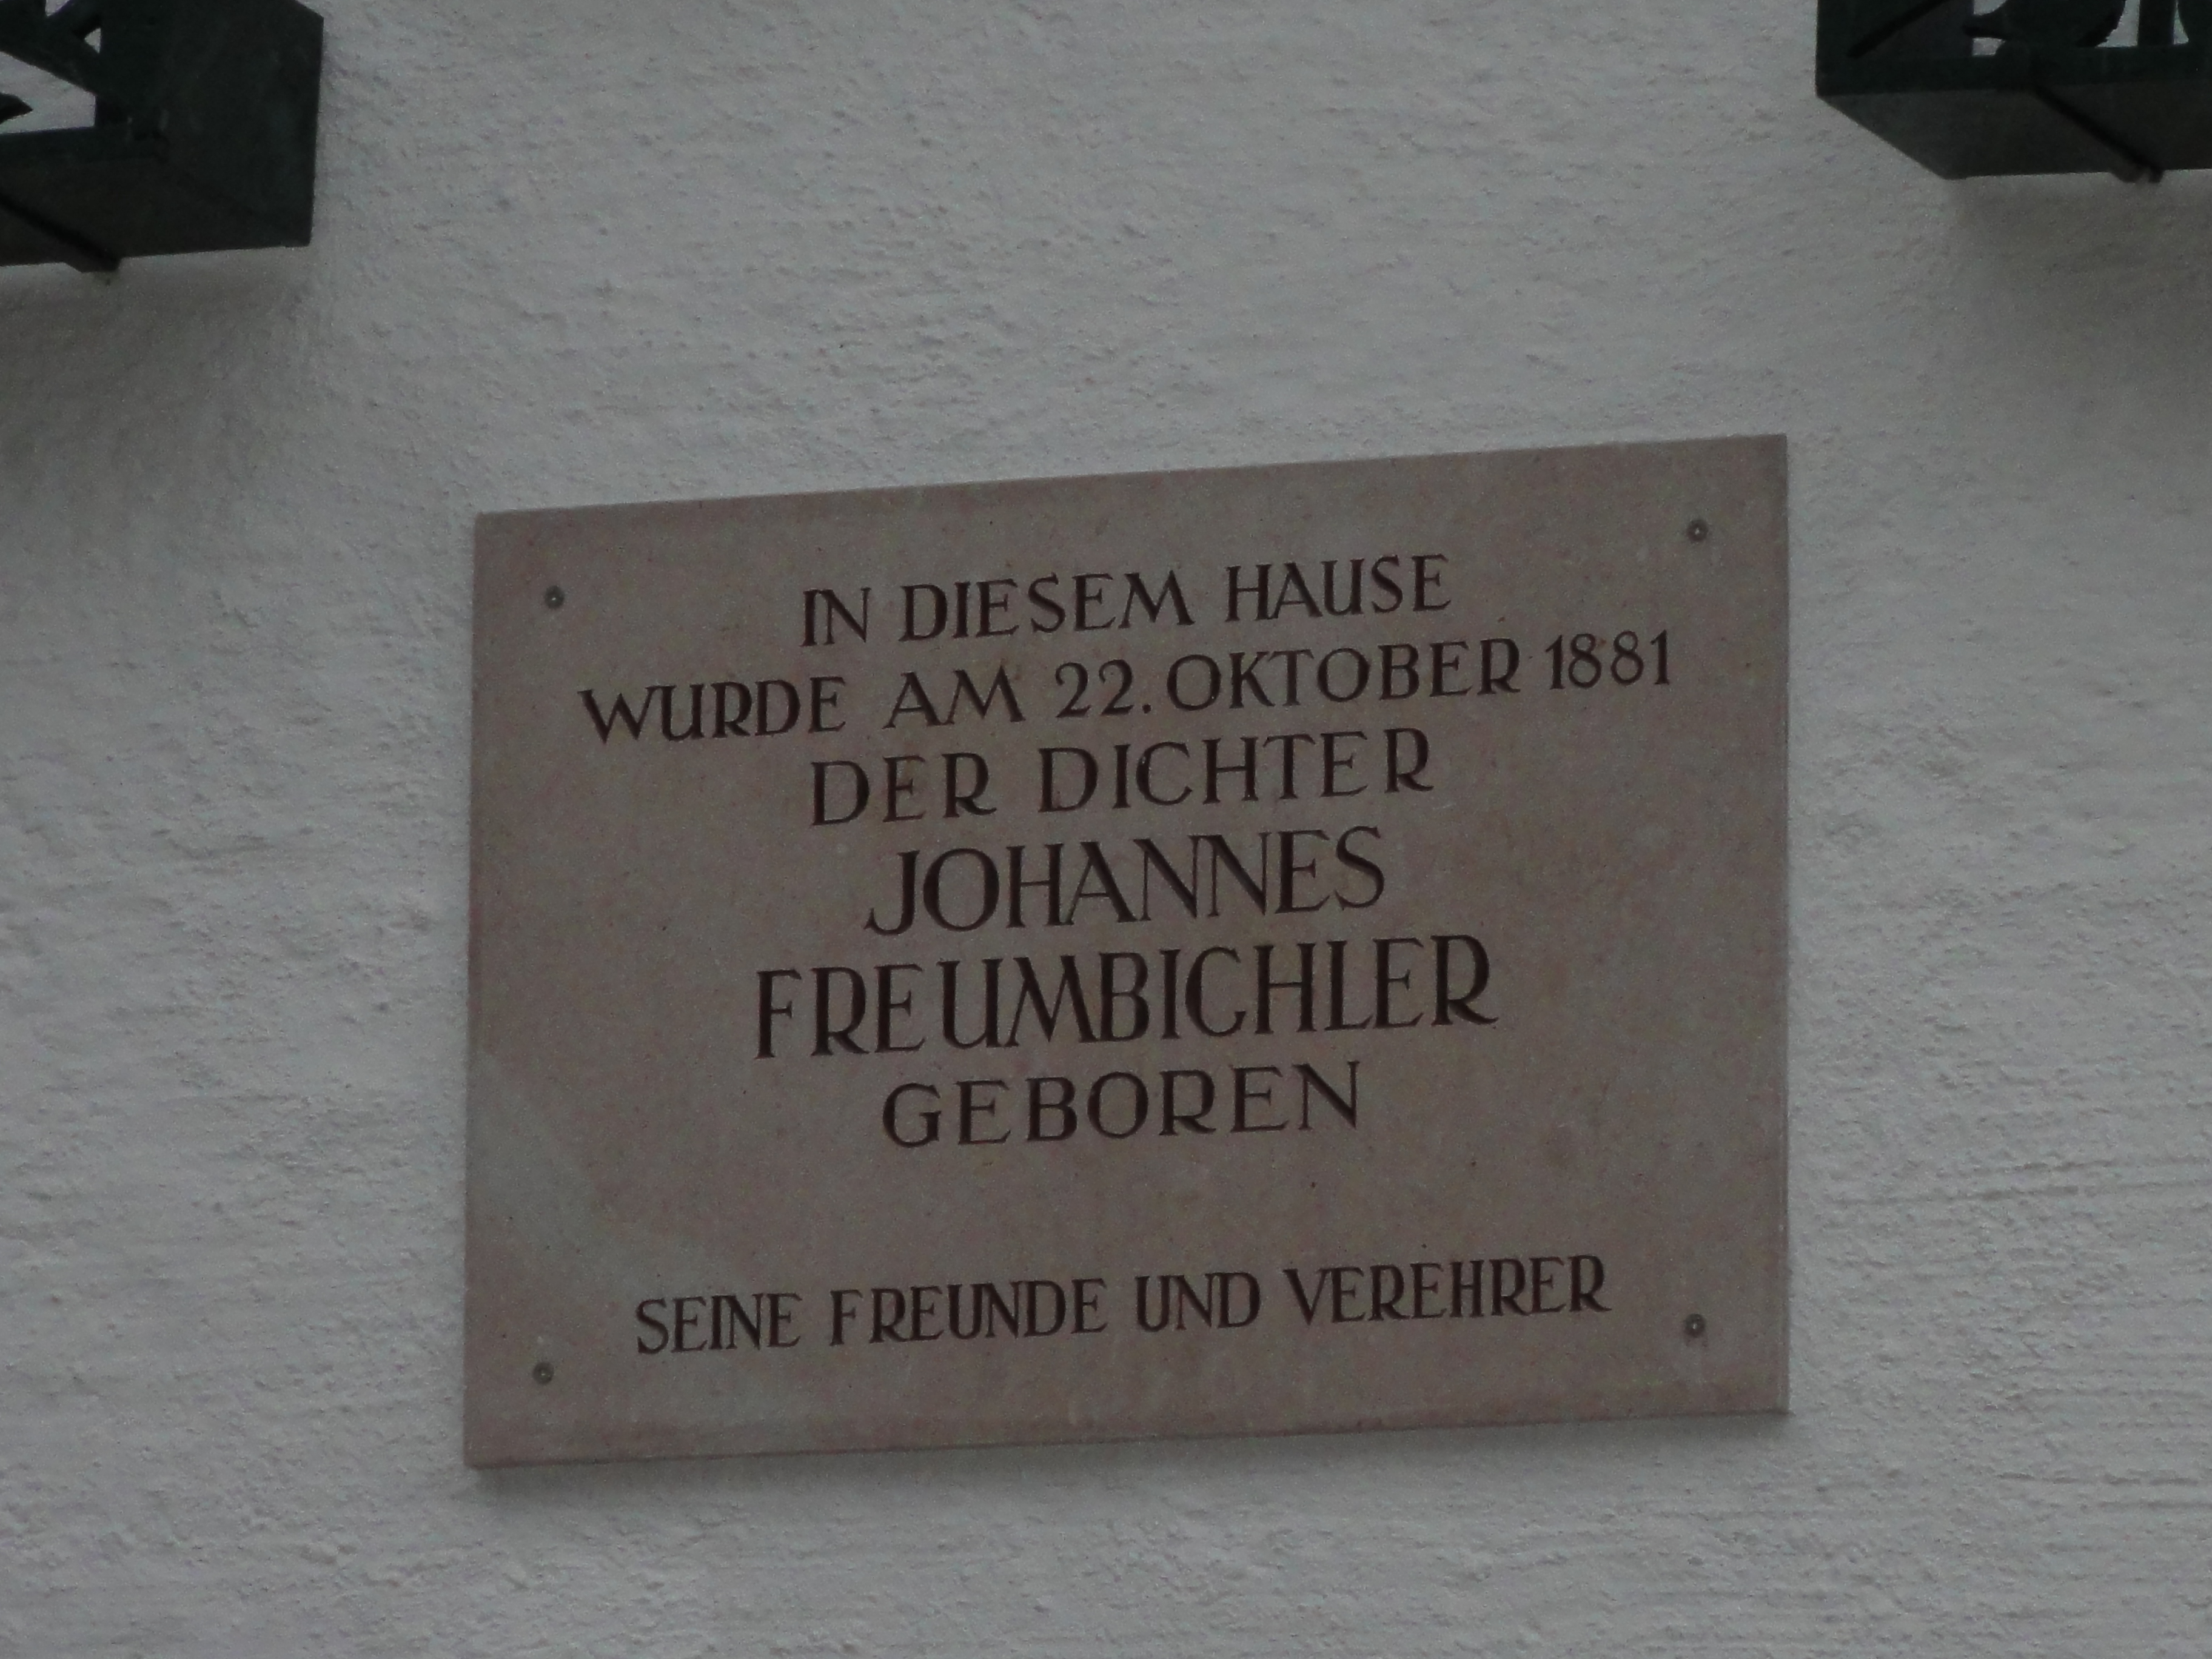 IN DIESEM HAUSE
WURDE AM 22. OKTOBER 1881
DER DICHTER
JOHANNES
FREUMBICHLER
GEBOREN
SEINE FREUNDE UND VEREHRER